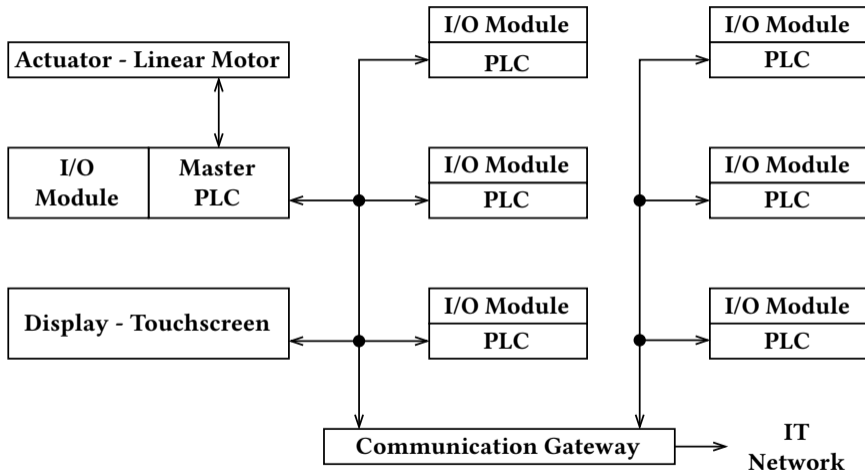 Actuator - Linear Motor
I/O
Module
Master
PLC
Display - Touchscreen
I/O Module
PLC
I/O Module
PLC
I/O Module
PLC
I/O Module
PLC
I/O Module
PLC
I/O Module
PLC
Communication Gateway
IT
Network